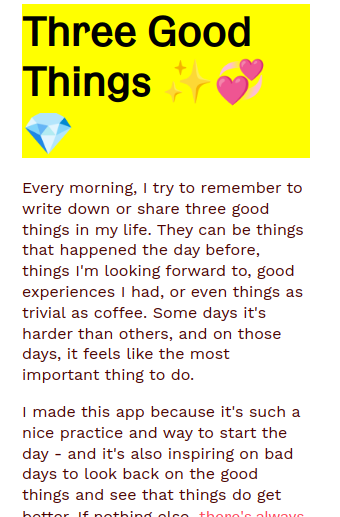 Three Good
Things ✨💞
💎
Every morning, I try to remember to
write down or share three good
things in my life. They can be things
that happened the day before,
things I'm looking forward to, good
experiences I had, or even things as
trivial as coffee. Some days it's
harder than others, and on those
days, it feels like the most
important thing to do.
I made this app because it's such a
nice practice and way to start the
day - and it's also inspiring on bad
days to look back on the good
things and see that things do get
better. If nothing else, there's always